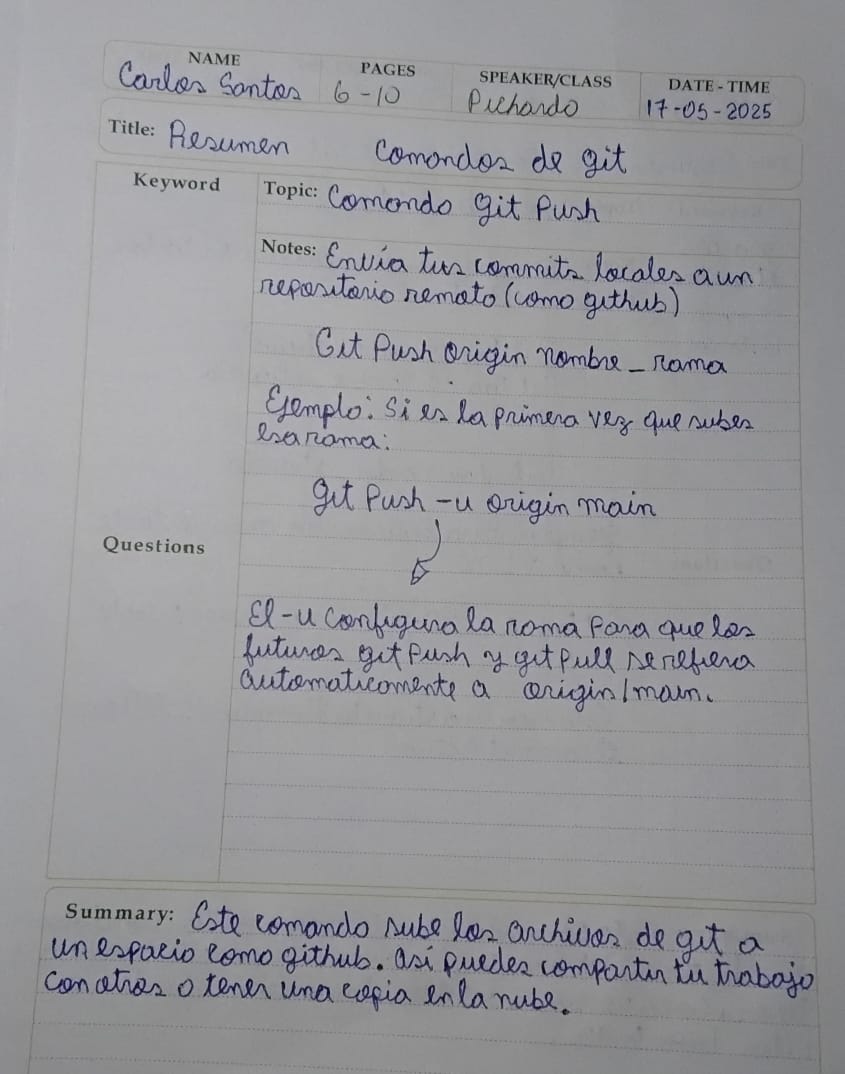 NAME PAGES SPEAKER/CLASS DATE - TIME
Carlos Santos 6-10 Pichardo 17-05-2025
Title: Resumen Comandos de git
Keyword Topic: Comando git Push
Notes: Envía tus commits locales a un
repositorio remoto (como github)
Git Push origin nombre_rama
Ejemplo: Si es la primera vez que subes
esa rama:
git Push -u origin main
Questions
El -u configura la rama Para que los
futuros git Push y git Pull se refiera
automaticamente a origin/main.
Summary: Este comando sube los archivos de git a
un espacio como github. así puedes compartir tu trabajo
con otros o tener una copia en la nube.